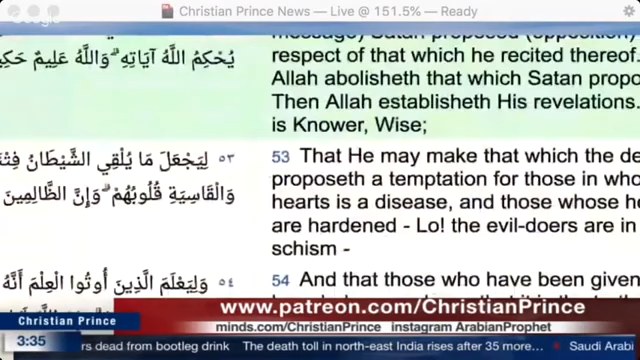 Christian Prince News — Live @ 151.5% — Ready
message) Satan proposed (opposition)
يُحْكِمُ اللَّهُ آيَاتِهِ ۗ وَاللَّهُ عَلِيمٌ
respect of that which he recited thereof.
Allah abolisheth that which Satan propo
Then Allah establisheth His revelations.
is Knower, Wise;
٥٣ لِيَجْعَلَ مَا يُلْقِي الشَّيْطَانُ
وَالْقَاسِيَةِ قُلُوبُهُمْ ۗ وَإِنَّ الظَّالِمِينَ
53 That He may make that which the de
proposeth a temptation for those in who
hearts is a disease, and those whose he
are hardened - Lo! the evil-doers are in
schism -
٥٤ وَلِيَعْلَمَ الَّذِينَ أُوتُوا الْعِلْمَ أَنَّهُ
54 And that those who have been given
www.patreon.com/ChristianPrince
Christian Prince
minds.com/ChristianPrince instagram ArabianProphet
3:35 rs dead from bootleg drink The death toll in north-east India rises after 35 more... Saudi Arabi